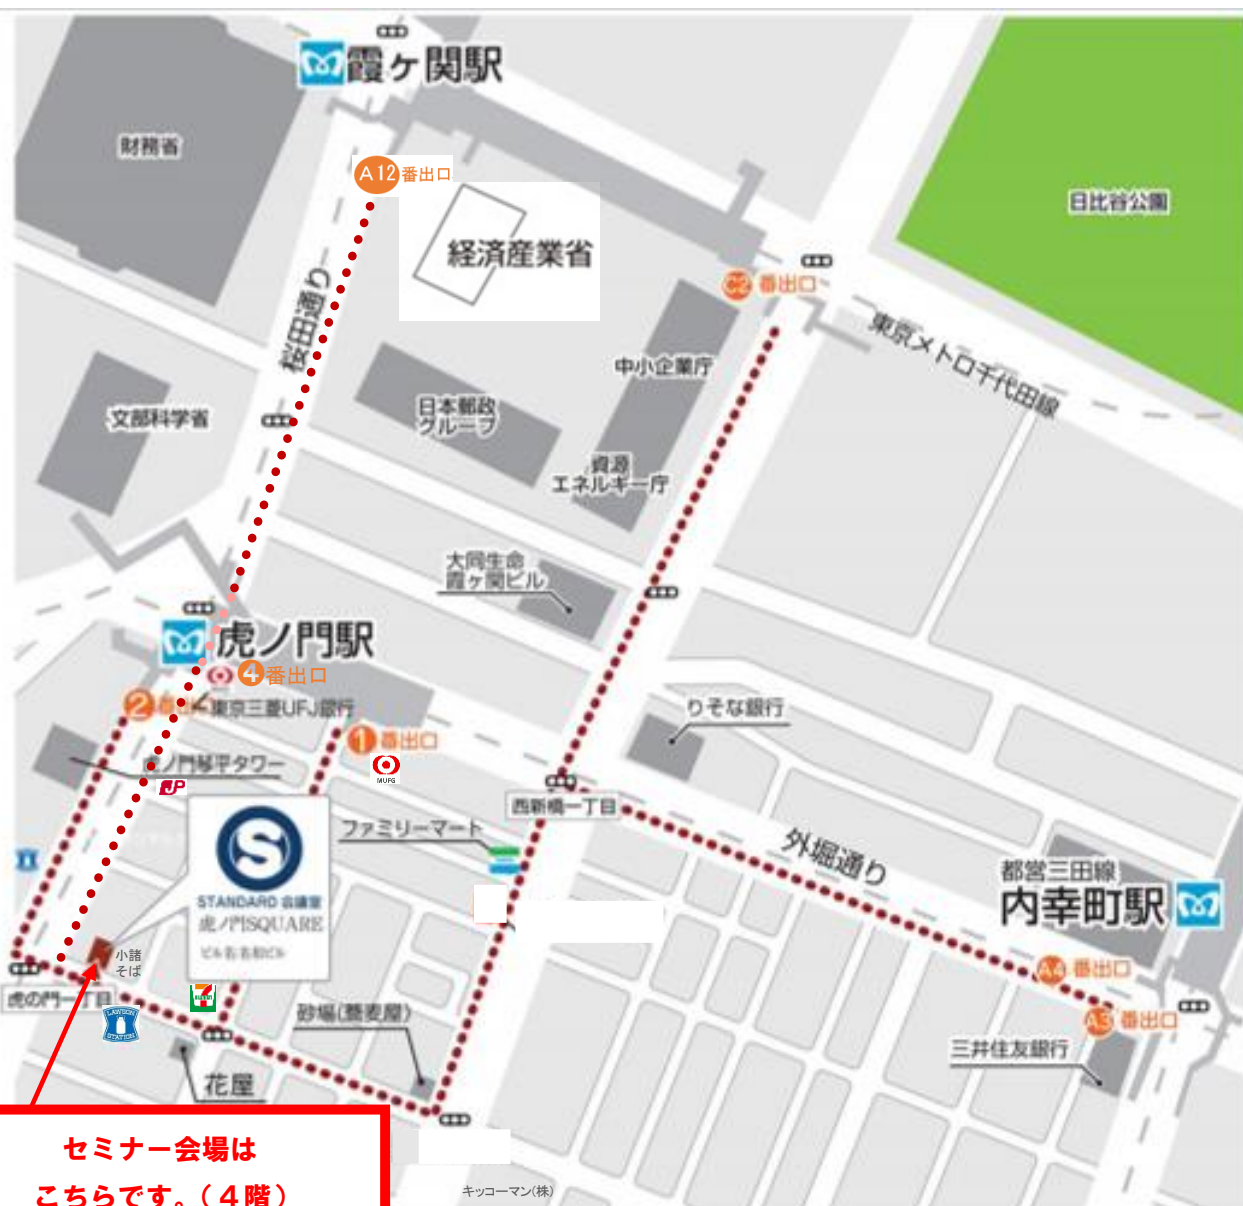 霞ケ関駅
財務省
A12番出口
日比谷公園
経済産業省
C2 番出口
桜田通り
東京メトロ千代田線
中小企業庁
日本郵政
グループ
文部科学省
資源
エネルギー庁
大同生命
霞ヶ関ビル
虎ノ門駅
4番出口
2
東京三菱UFJ銀行
りそな銀行
1番出口
MUFG
虎ノ門琴平タワー
JP
西新橋一丁目
ファミリーマート
外堀通り
S
STANDARD 会議室
虎ノ門SQUARE
都営三田線
内幸町駅
小諸
そば
A4 番出口
虎の門一丁目
7
LAWSON
STATION
砂場(蕎麦屋)
A3 番出口
三井住友銀行
花屋
セミナー会場は
こちらです。(4階)
キッコーマン(株)